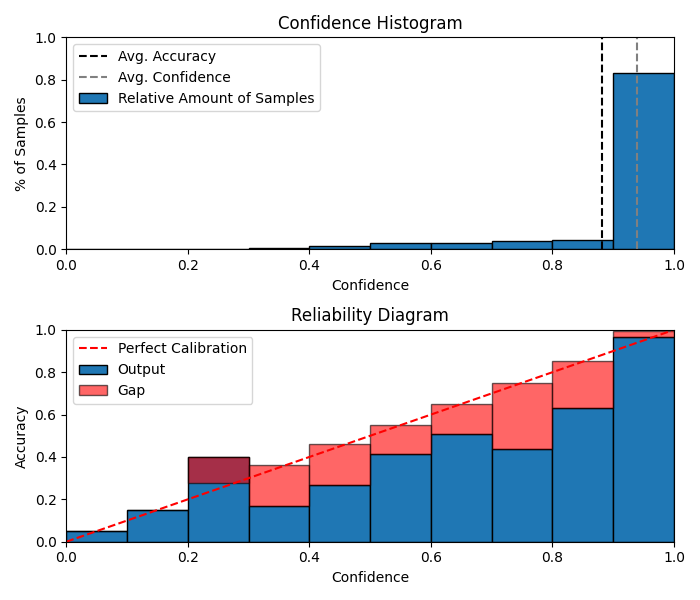 Confidence Histogram
1.0
0.8
0.6
0.4
0.2
0.0
% of Samples
Avg. Accuracy
Avg. Confidence
Relative Amount of Samples
0.0 0.2 0.4 0.6 0.8 1.0
Confidence
Reliability Diagram
1.0
0.8
0.6
0.4
0.2
0.0
Accuracy
Perfect Calibration
Output
Gap
0.0 0.2 0.4 0.6 0.8 1.0
Confidence